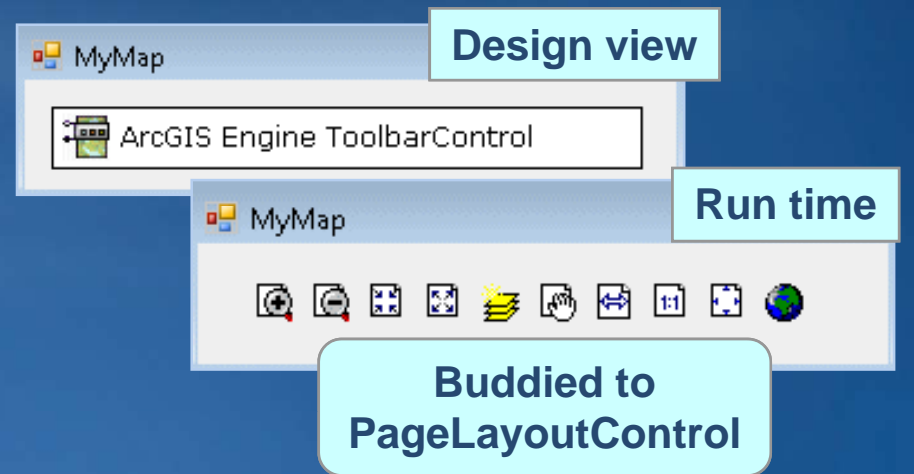 MyMap
Design view
ArcGIS Engine ToolbarControl
MyMap
Run time
1:1
Buddied to
PageLayoutControl